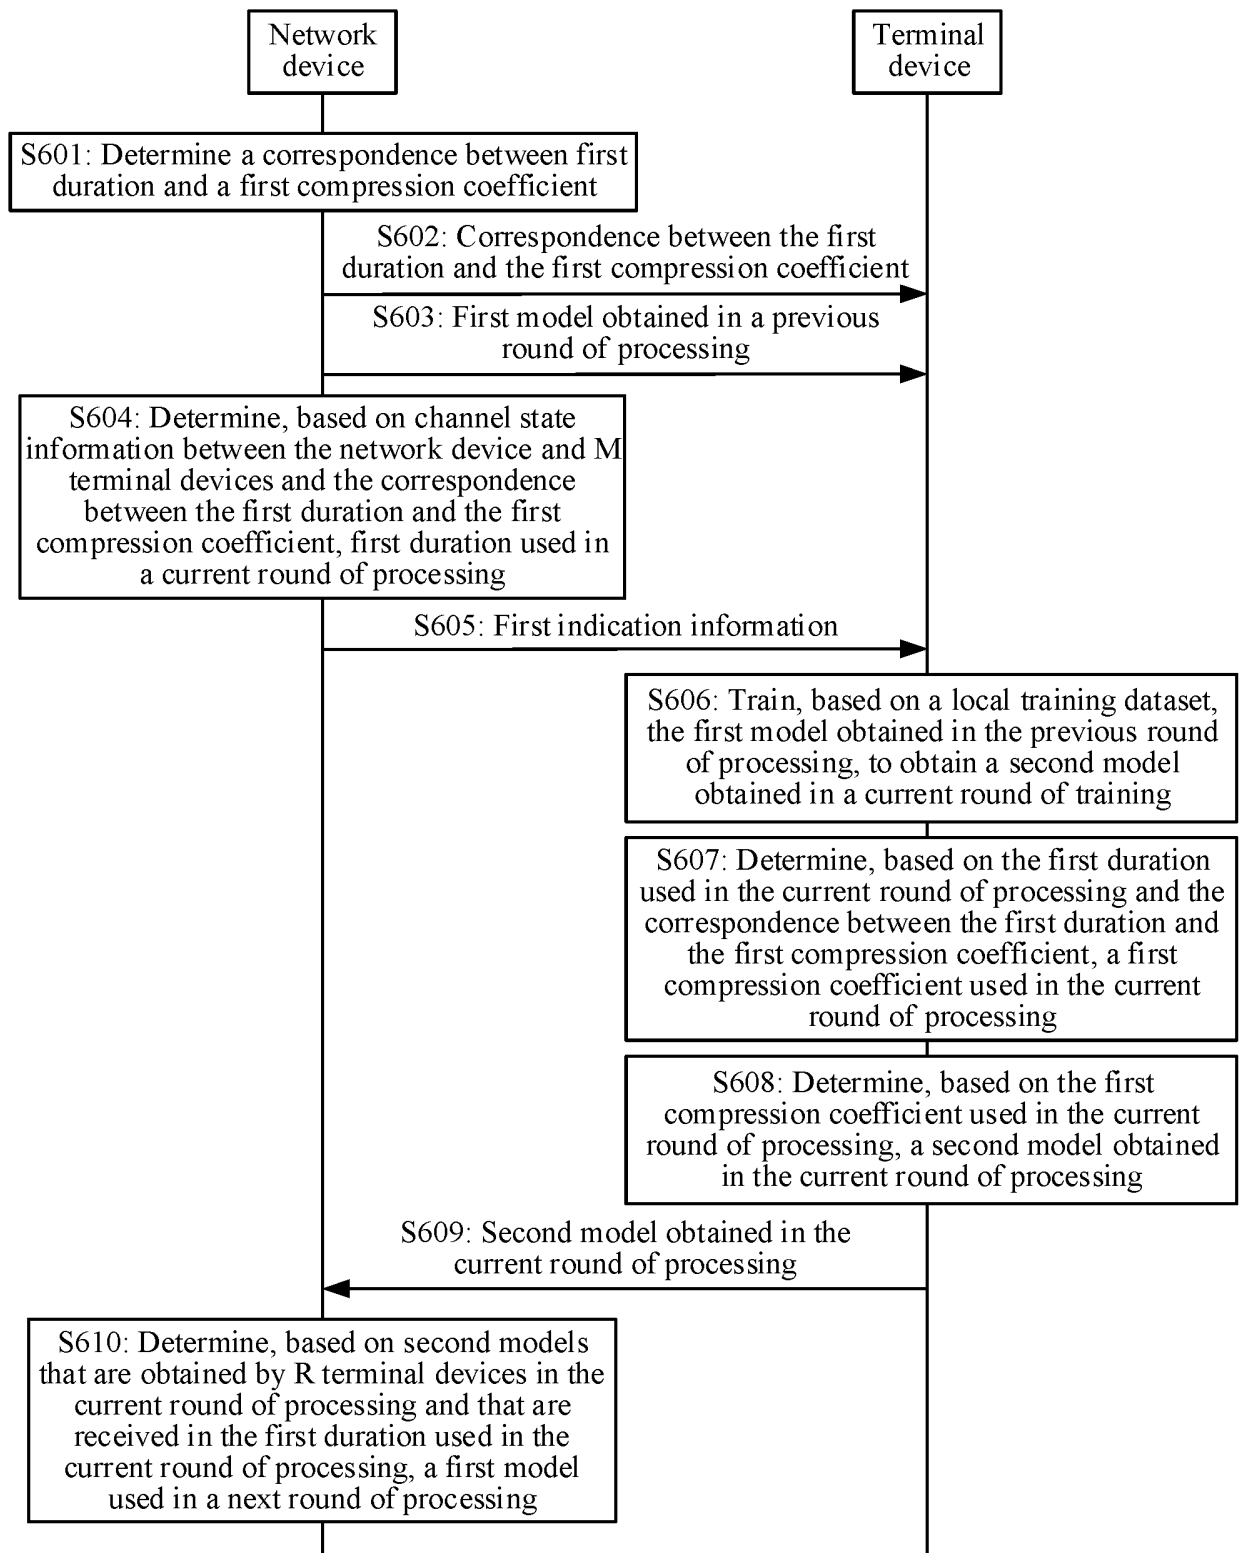 Network
device
Terminal
device
S601: Determine a correspondence between first
duration and a first compression coefficient
S602: Correspondence between the first
duration and the first compression coefficient
S603: First model obtained in a previous
round of processing
S604: Determine, based on channel state
information between the network device and M
terminal devices and the correspondence
between the first duration and the first
compression coefficient, first duration used in
a current round of processing
S605: First indication information
S606: Train, based on a local training dataset,
the first model obtained in the previous round
of processing, to obtain a second model
obtained in a current round of training
S607: Determine, based on the first duration
used in the current round of processing and the
correspondence between the first duration and
the first compression coefficient, a first
compression coefficient used in the current
round of processing
S608: Determine, based on the first
compression coefficient used in the current
round of processing, a second model obtained
in the current round of processing
S609: Second model obtained in the
current round of processing
S610: Determine, based on second models
that are obtained by R terminal devices in the
current round of processing and that are
received in the first duration used in the
current round of processing, a first model
used in a next round of processing